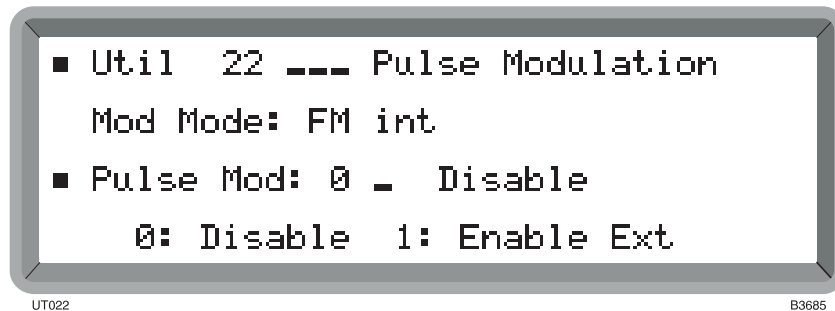 ■ Util 22 ___ Pulse Modulation
Mod Mode: FM int
■ Pulse Mod: 0 _ Disable
0: Disable 1: Enable Ext
UT022 B3685